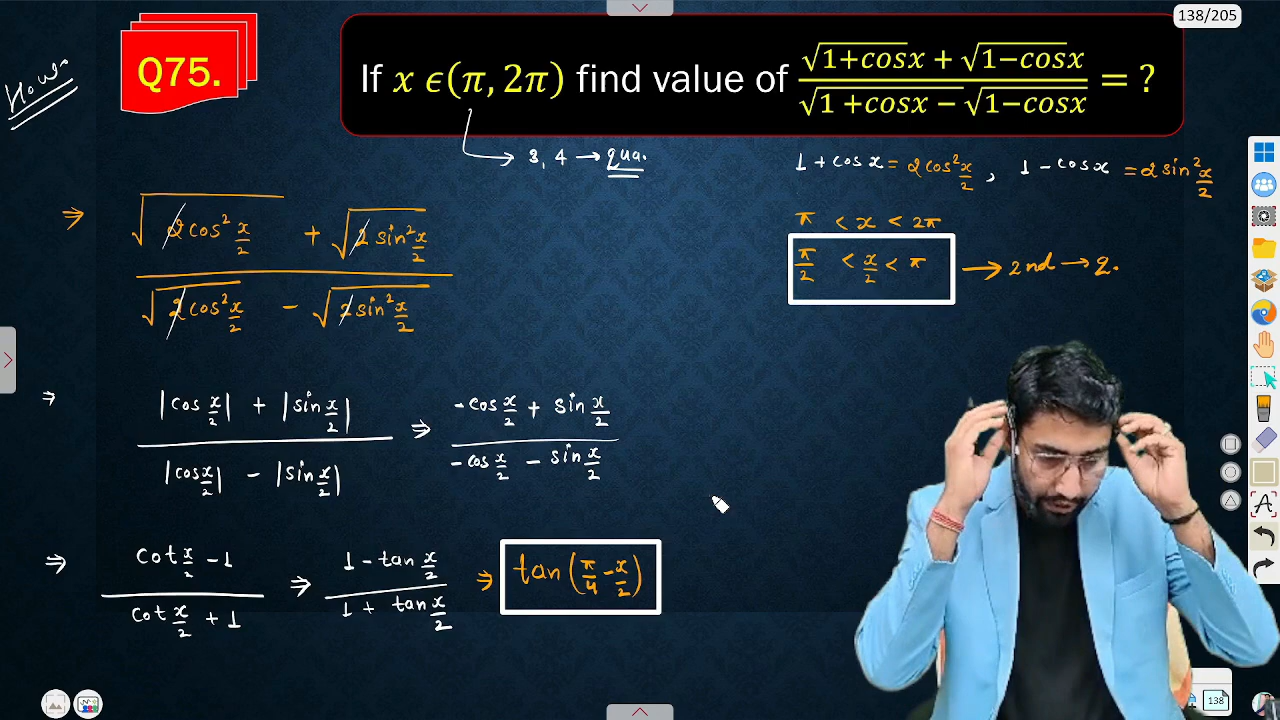 138/205
How.
Q75.
If x ϵ(π, 2π) find value of (√1+cosx + √1−cosx)/(√1 +cosx − √1−cosx) = ?
→ 3, 4 → qua.
1 + cos x = 2cos² x/2 , 1 - cos x = 2 sin² x/2
π < x < 2π
π/2 < x/2 < π → 2nd → q.
⇒ (√(2cos² x/2) + √(2 sin² x/2))/(√(2cos² x/2) - √(2sin² x/2))
⇒ (|cos x/2| + |sin x/2|)/(|cos x/2| - |sin x/2|) ⇒ (-cos x/2 + sin x/2)/(-cos x/2 - sin x/2)
⇒ (cot x/2 - 1)/(cot x/2 + 1) ⇒ (1 - tan x/2)/(1 + tan x/2) ⇒ tan (π/4 - x/2)
A
138